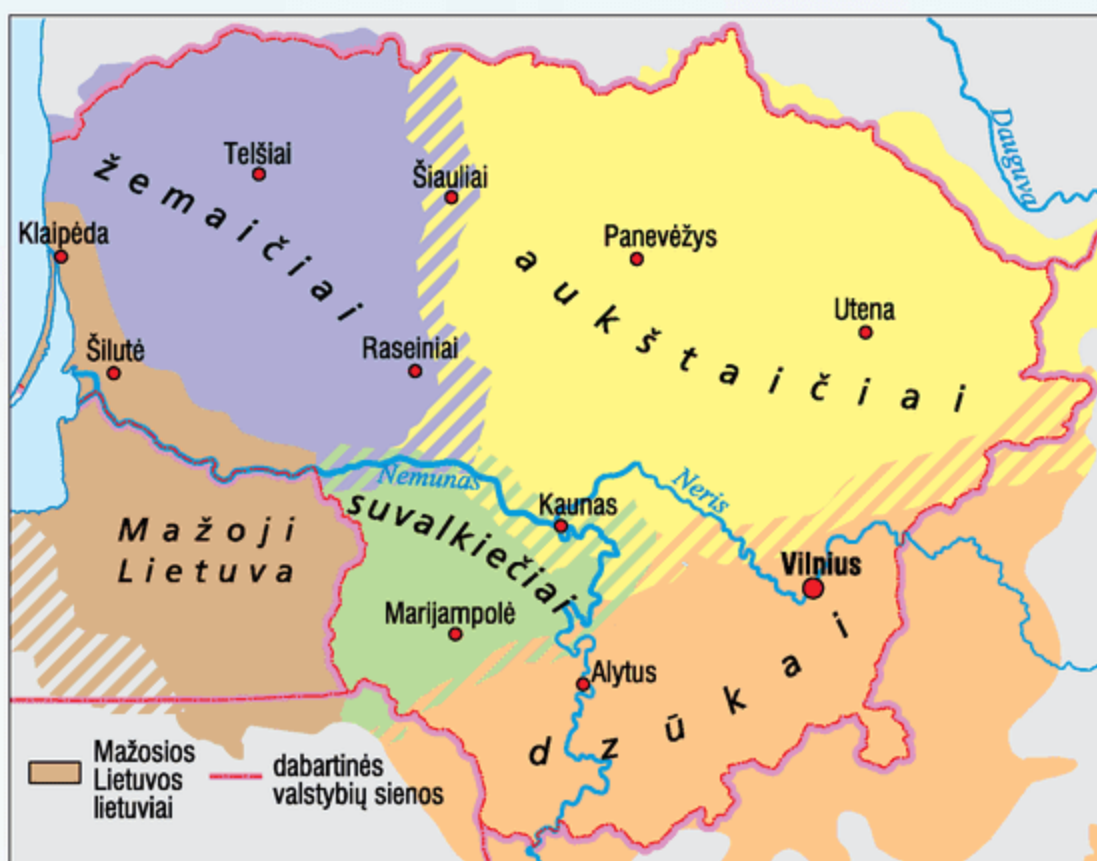 Dauguva
Telšiai
žemaičiai
Šiauliai
Klaipėda
Panevėžys
aukštaičiai
Utena
Šilutė
Raseiniai
Nemunas
Neris
Kaunas
suvalkiečiai
Mažoji
Lietuva
Vilnius
Marijampolė
Alytus
dzūkai
Mažosios
Lietuvos
lietuviai
dabartinės
valstybių sienos